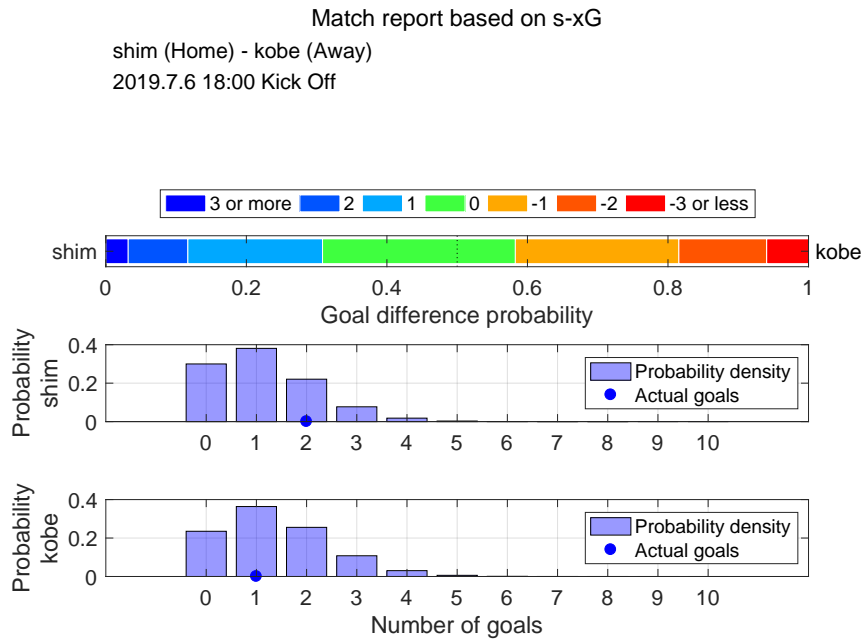 Match report based on s-xG
shim (Home) - kobe (Away)
2019.7.6 18:00 Kick Off
3 or more 2 1 0 -1 -2 -3 or less
shim kobe
0 0.2 0.4 0.6 0.8 1
Goal difference probability
Probability
shim
0.4
0.2
0
Probability density
Actual goals
0 1 2 3 4 5 6 7 8 9 10
Probability
kobe
0.4
0.2
0
Probability density
Actual goals
0 1 2 3 4 5 6 7 8 9 10
Number of goals